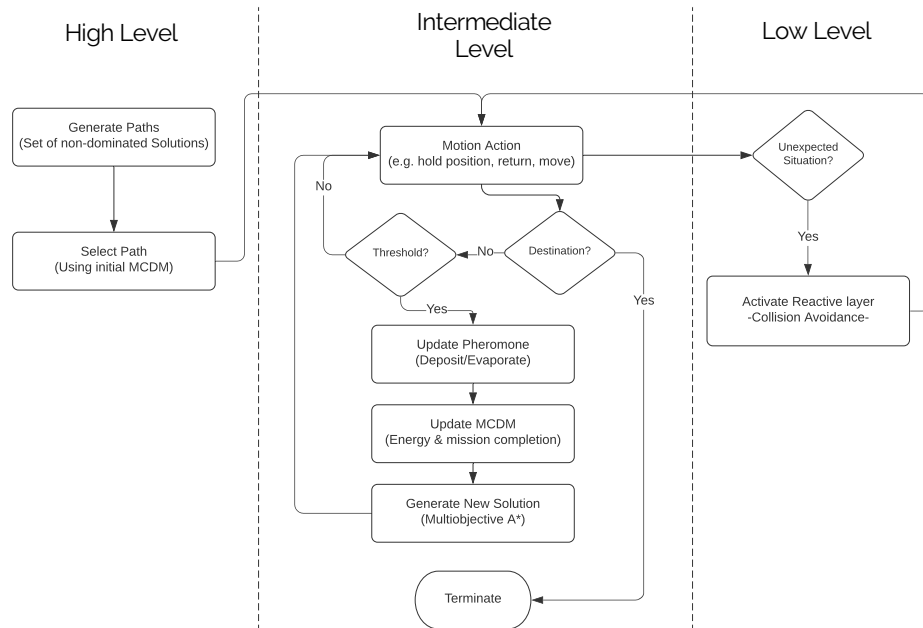 High Level
Intermediate
Level
Low Level
Generate Paths
(Set of non-dominated Solutions)
Select Path
(Using initial MCDM)
Motion Action
(e.g. hold position, return, move)
No
Threshold?
No
Destination?
Yes
Yes
Update Pheromone
(Deposit/Evaporate)
Update MCDM
(Energy & mission completion)
Generate New Solution
(Multiobjective A*)
Terminate
Unexpected
Situation?
Yes
Activate Reactive layer
-Collision Avoidance-